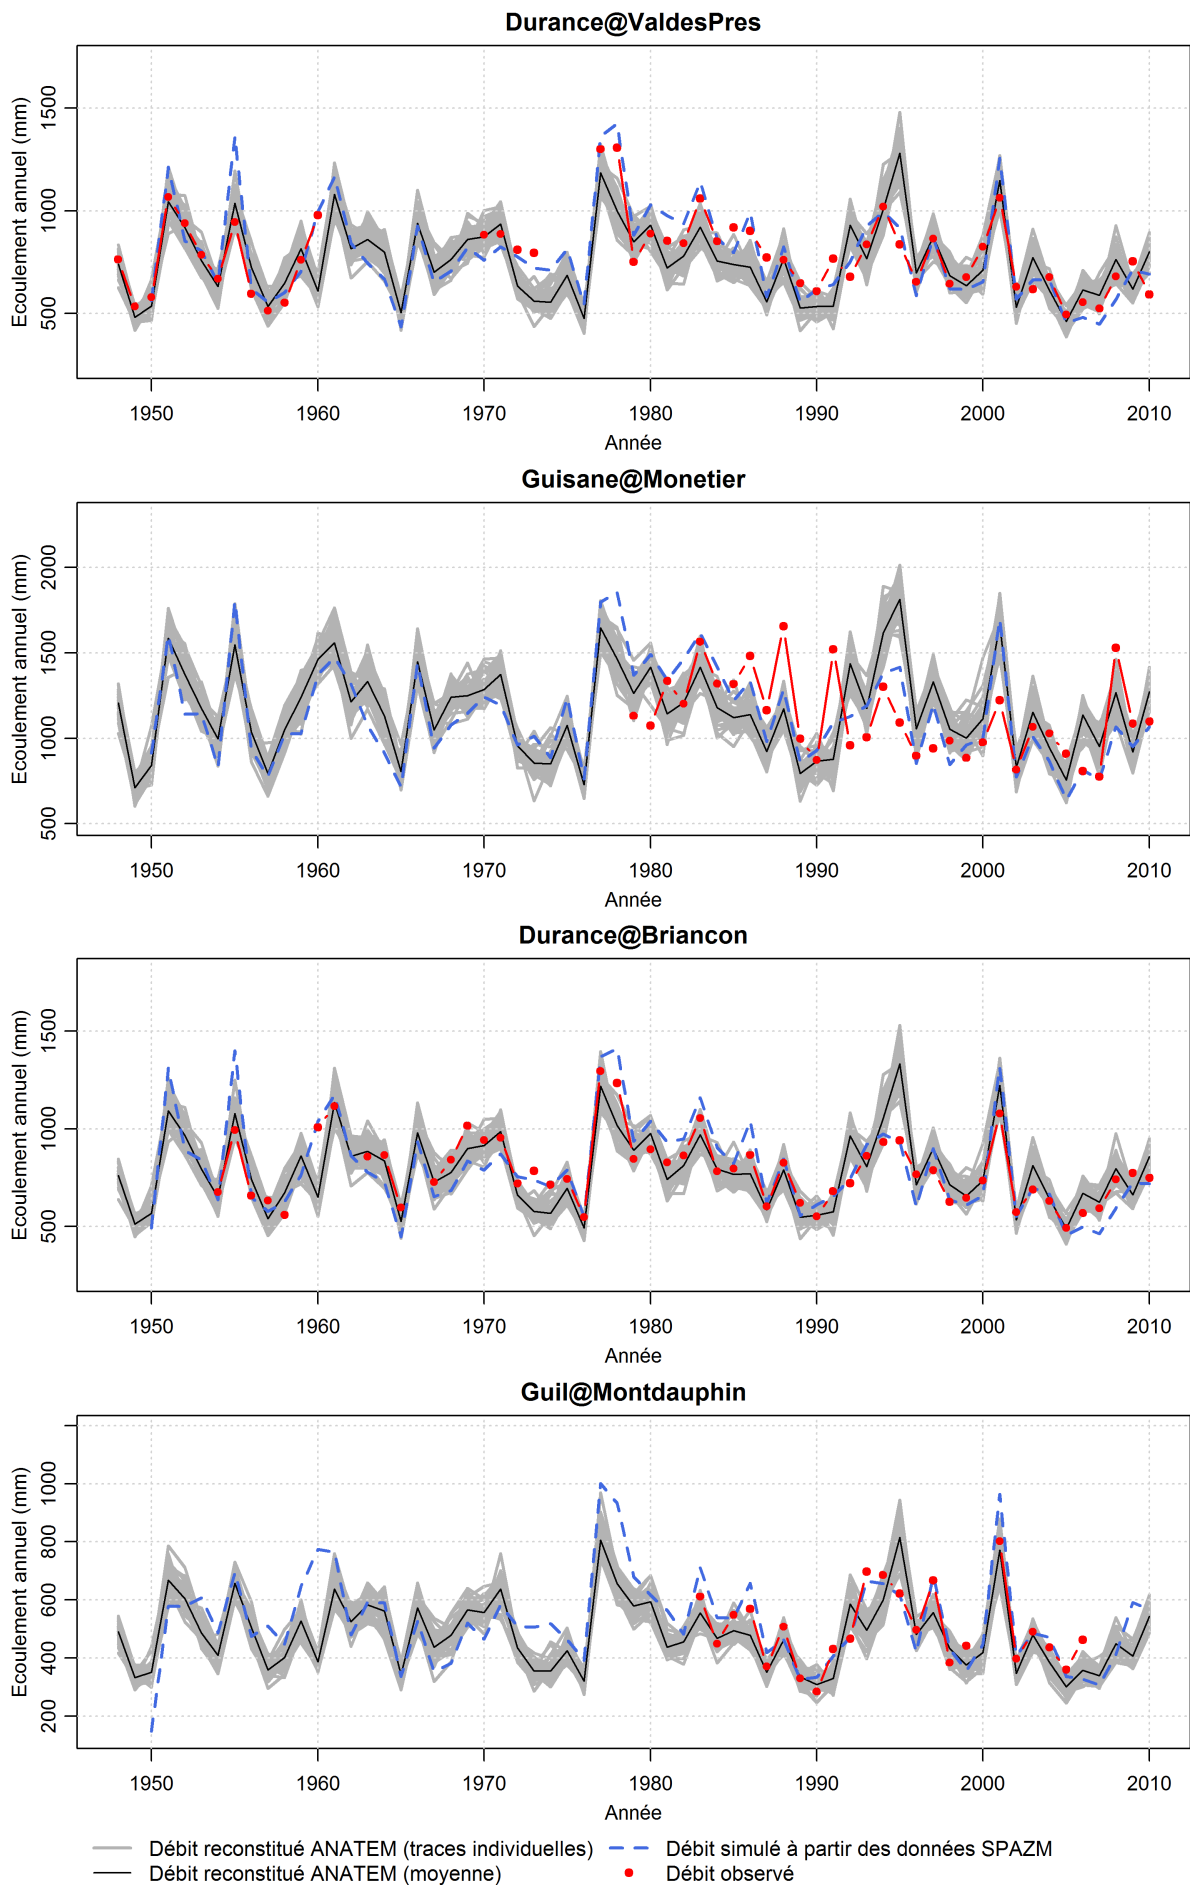 Durance@ValdesPres
Ecoulement annuel (mm)
1500
1000
500
1950 1960 1970 1980 1990 2000 2010
Année
Guisane@Monetier
Ecoulement annuel (mm)
2000
1500
1000
500
1950 1960 1970 1980 1990 2000 2010
Année
Durance@Briancon
Ecoulement annuel (mm)
1500
1000
500
1950 1960 1970 1980 1990 2000 2010
Année
Guil@Montdauphin
Ecoulement annuel (mm)
1000
800
600
400
200
1950 1960 1970 1980 1990 2000 2010
Année
Débit reconstitué ANATEM (traces individuelles)
Débit reconstitué ANATEM (moyenne)
Débit simulé à partir des données SPAZM
Débit observé